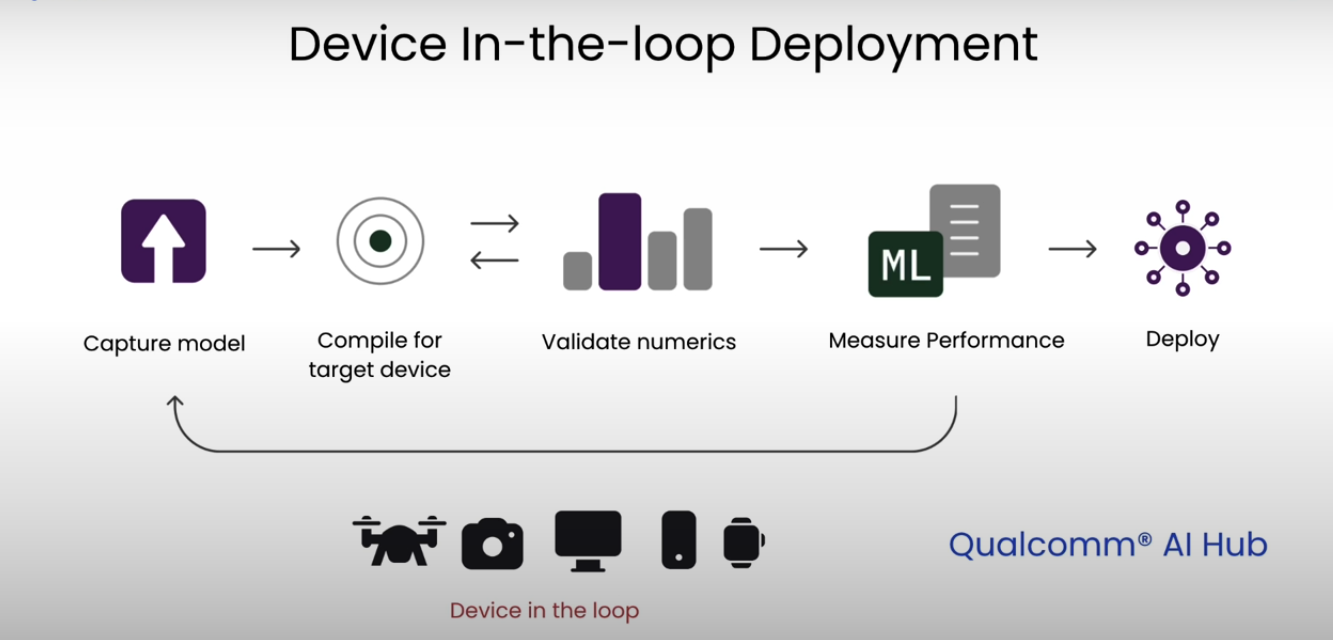 Device In-the-loop Deployment
ML
Capture model
Compile for
target device
Validate numerics
Measure Performance
Deploy
Qualcomm® AI Hub
Device in the loop